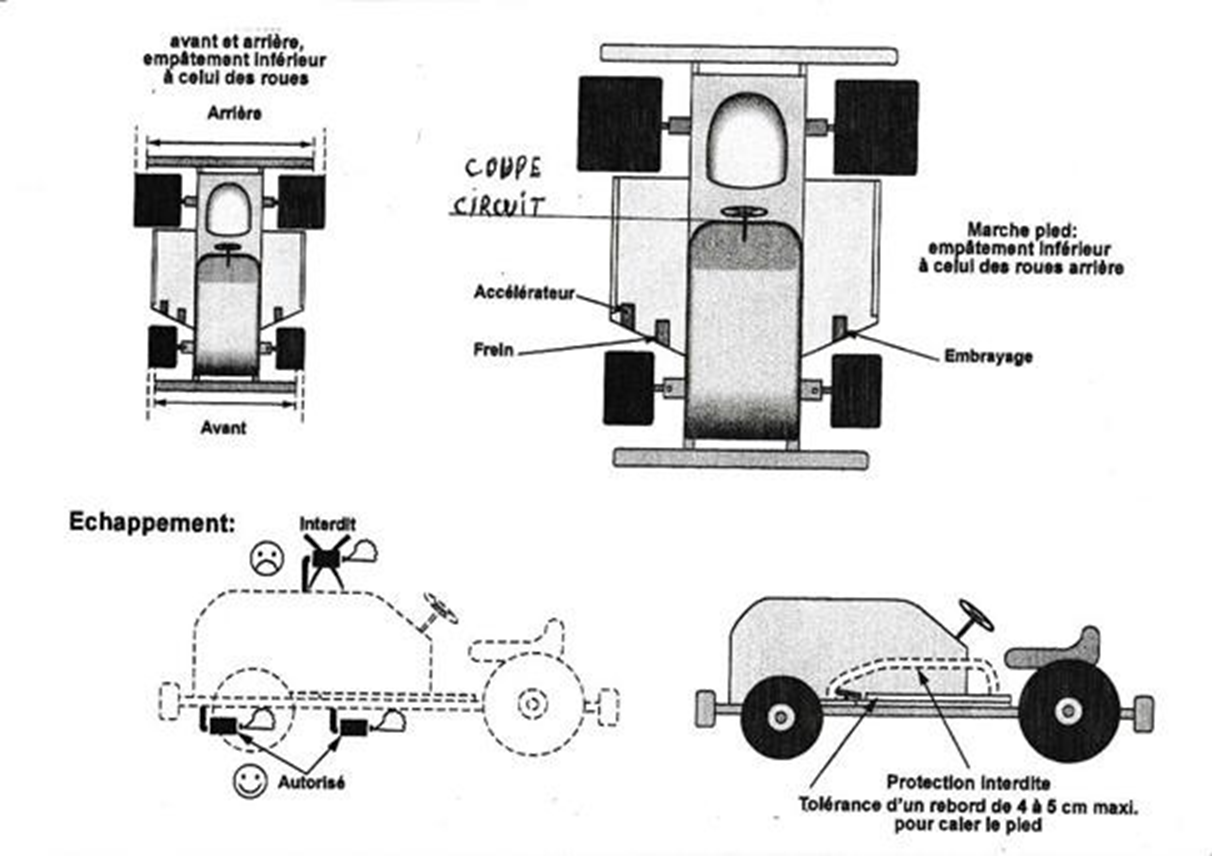 avant et arrière,
empâtement inférieur
à celui des roues
Arrière
Avant
COUPE
CIRCUIT
Accélérateur
Frein
Marche pied:
empâtement inférieur
à celui des roues arrière
Embrayage
Echappement:
Interdit
Autorisé
Protection interdite
Tolérance d'un rebord de 4 à 5 cm maxi.
pour caler le pied